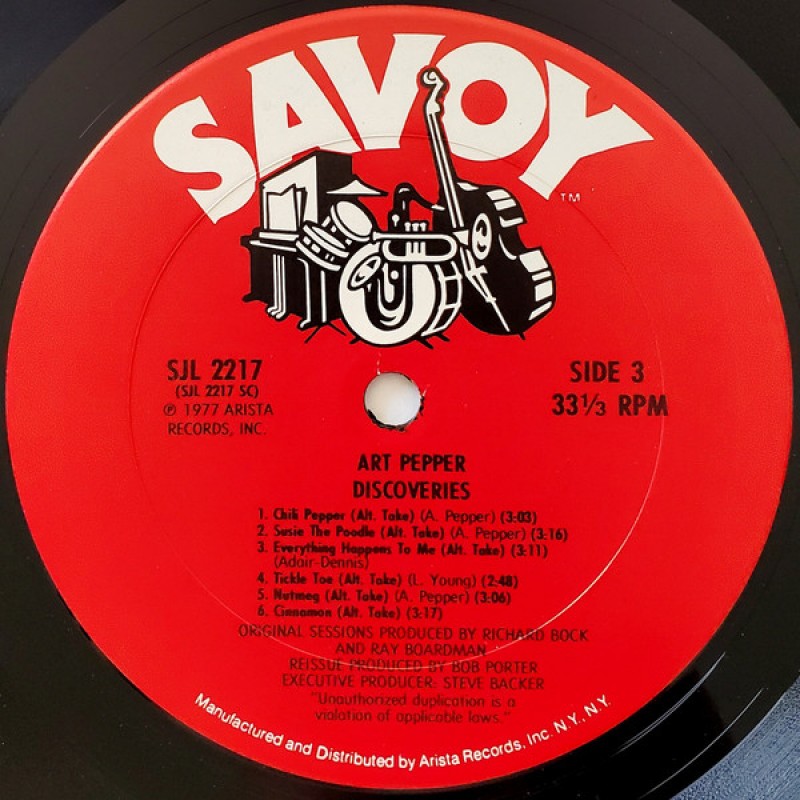 SAVOY
TM
SJL 2217
(SJL 2217 SC)
℗ 1977 ARISTA
RECORDS, INC.
SIDE 3
33⅓ RPM
ART PEPPER
DISCOVERIES
1. Chili Pepper (Alt. Take) (A. Pepper) (3:03)
2. Susie The Poodle (Alt. Take) (A. Pepper) (3:16)
3. Everything Happens To Me (Alt. Take) (3:11)
(Adair-Dennis)
4. Tickle Toe (Alt. Take) (L. Young) (2:48)
5. Nutmeg (Alt. Take) (A. Pepper) (3:06)
6. Cinnamon (Alt. Take) (3:17)
ORIGINAL SESSIONS PRODUCED BY RICHARD BOCK
AND RAY BOARDMAN
REISSUE PRODUCED BY BOB PORTER
EXECUTIVE PRODUCER: STEVE BACKER
"Unauthorized duplication is a
violation of applicable laws."
Manufactured and Distributed by Arista Records, Inc. N.Y., N.Y.